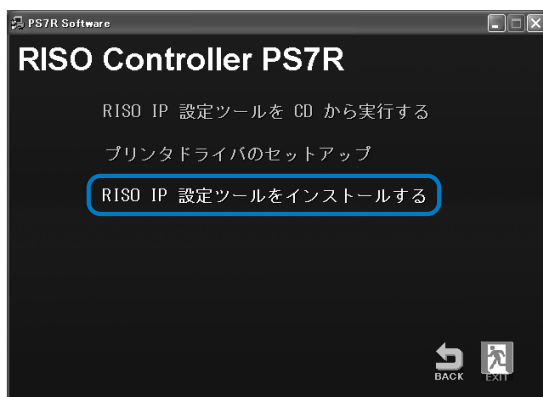 PS7R Software
RISO Controller PS7R
RISO IP 設定ツールを CD から実行する
プリンタドライバのセットアップ
RISO IP 設定ツールをインストールする
BACK EXIT